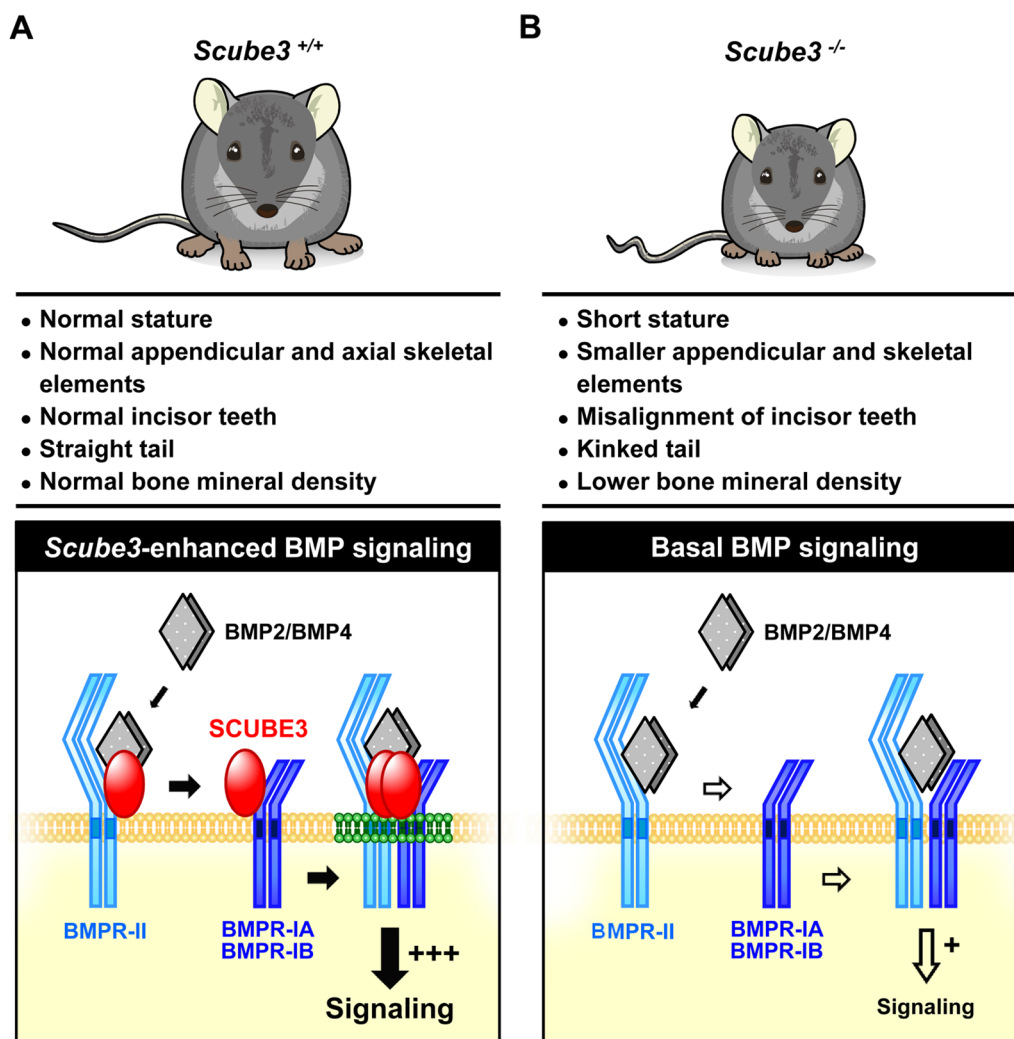 A
Scube3 +/+
• Normal stature
• Normal appendicular and axial skeletal
elements
• Normal incisor teeth
• Straight tail
• Normal bone mineral density
Scube3-enhanced BMP signaling
BMP2/BMP4
SCUBE3
BMPR-II
BMPR-IA
BMPR-IB
+++
Signaling
B
Scube3 -/-
• Short stature
• Smaller appendicular and skeletal
elements
• Misalignment of incisor teeth
• Kinked tail
• Lower bone mineral density
Basal BMP signaling
BMP2/BMP4
BMPR-II
BMPR-IA
BMPR-IB
+
Signaling